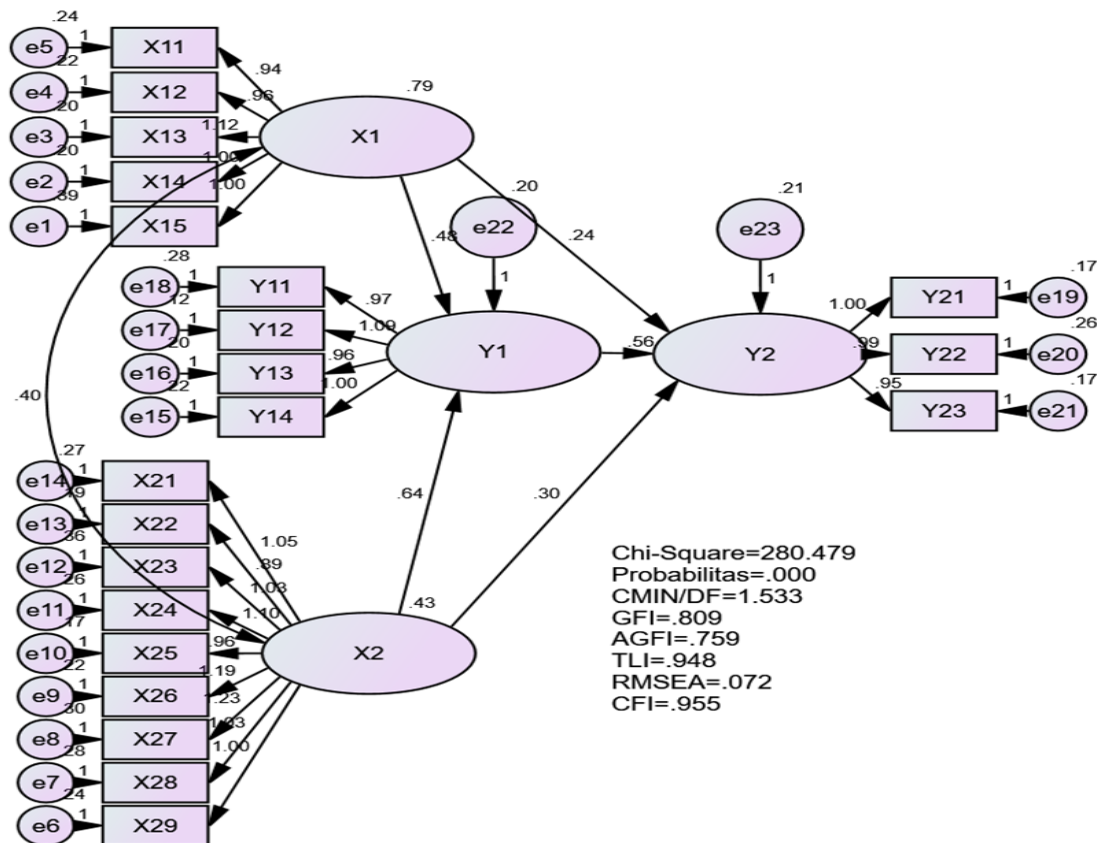 .24
e5 1 X11
.22
e4 1 X12
.20
e3 1 X13
.20
e2 1 X14
.39
e1 1 X15
.94
.96
1.12
1.00
1.00
X1
.79
.20
e22
1
.48
.24
.21
e23
1
.28
e18 1 Y11
.12
e17 1 Y12
.20
e16 1 Y13
.22
e15 1 Y14
.97
1.09
.96
1.00
Y1
.56
Y2
1.00
.99
.95
.17
Y21 1 e19
.26
Y22 1 e20
.17
Y23 1 e21
.40
.64
.30
.27
e14 1 X21
.19
e13 1 X22
.36
e12 1 X23
.26
e11 1 X24
.17
e10 1 X25
.22
e9 1 X26
.30
e8 1 X27
.28
e7 1 X28
.24
e6 1 X29
1.05
.89
1.03
1.10
.96
1.19
1.23
1.03
1.00
X2
.43
Chi-Square=280.479
Probabilitas=.000
CMIN/DF=1.533
GFI=.809
AGFI=.759
TLI=.948
RMSEA=.072
CFI=.955